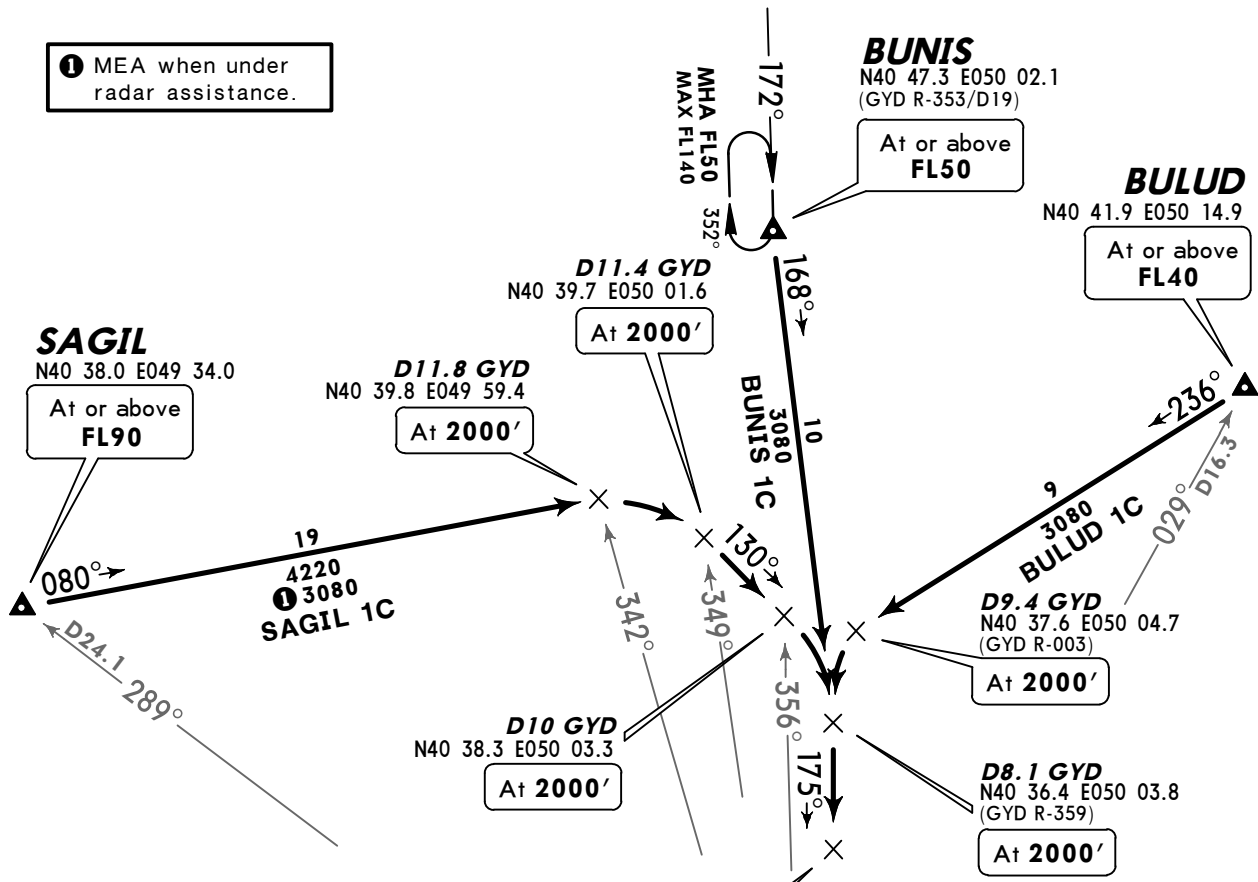 ❶ MEA when under
radar assistance.
172°
MHA FL50
MAX FL140
352°
BUNIS
N40 47.3 E050 02.1
(GYD R-353/D19)
At or above
FL50
BULUD
N40 41.9 E050 14.9
At or above
FL40
168°
D11.4 GYD
N40 39.7 E050 01.6
At 2000′
SAGIL
N40 38.0 E049 34.0
At or above
FL90
D11.8 GYD
N40 39.8 E049 59.4
At 2000′
10
3080
BUNIS 1C
236°
D16.3
029°
9
3080
BULUD 1C
080°
19
4220
❶ 3080
SAGIL 1C
130°
D24.1
289°
342°
349°
356°
D9.4 GYD
N40 37.6 E050 04.7
(GYD R-003)
At 2000′
D10 GYD
N40 38.3 E050 03.3
At 2000′
175°
D8.1 GYD
N40 36.4 E050 03.8
(GYD R-359)
At 2000′